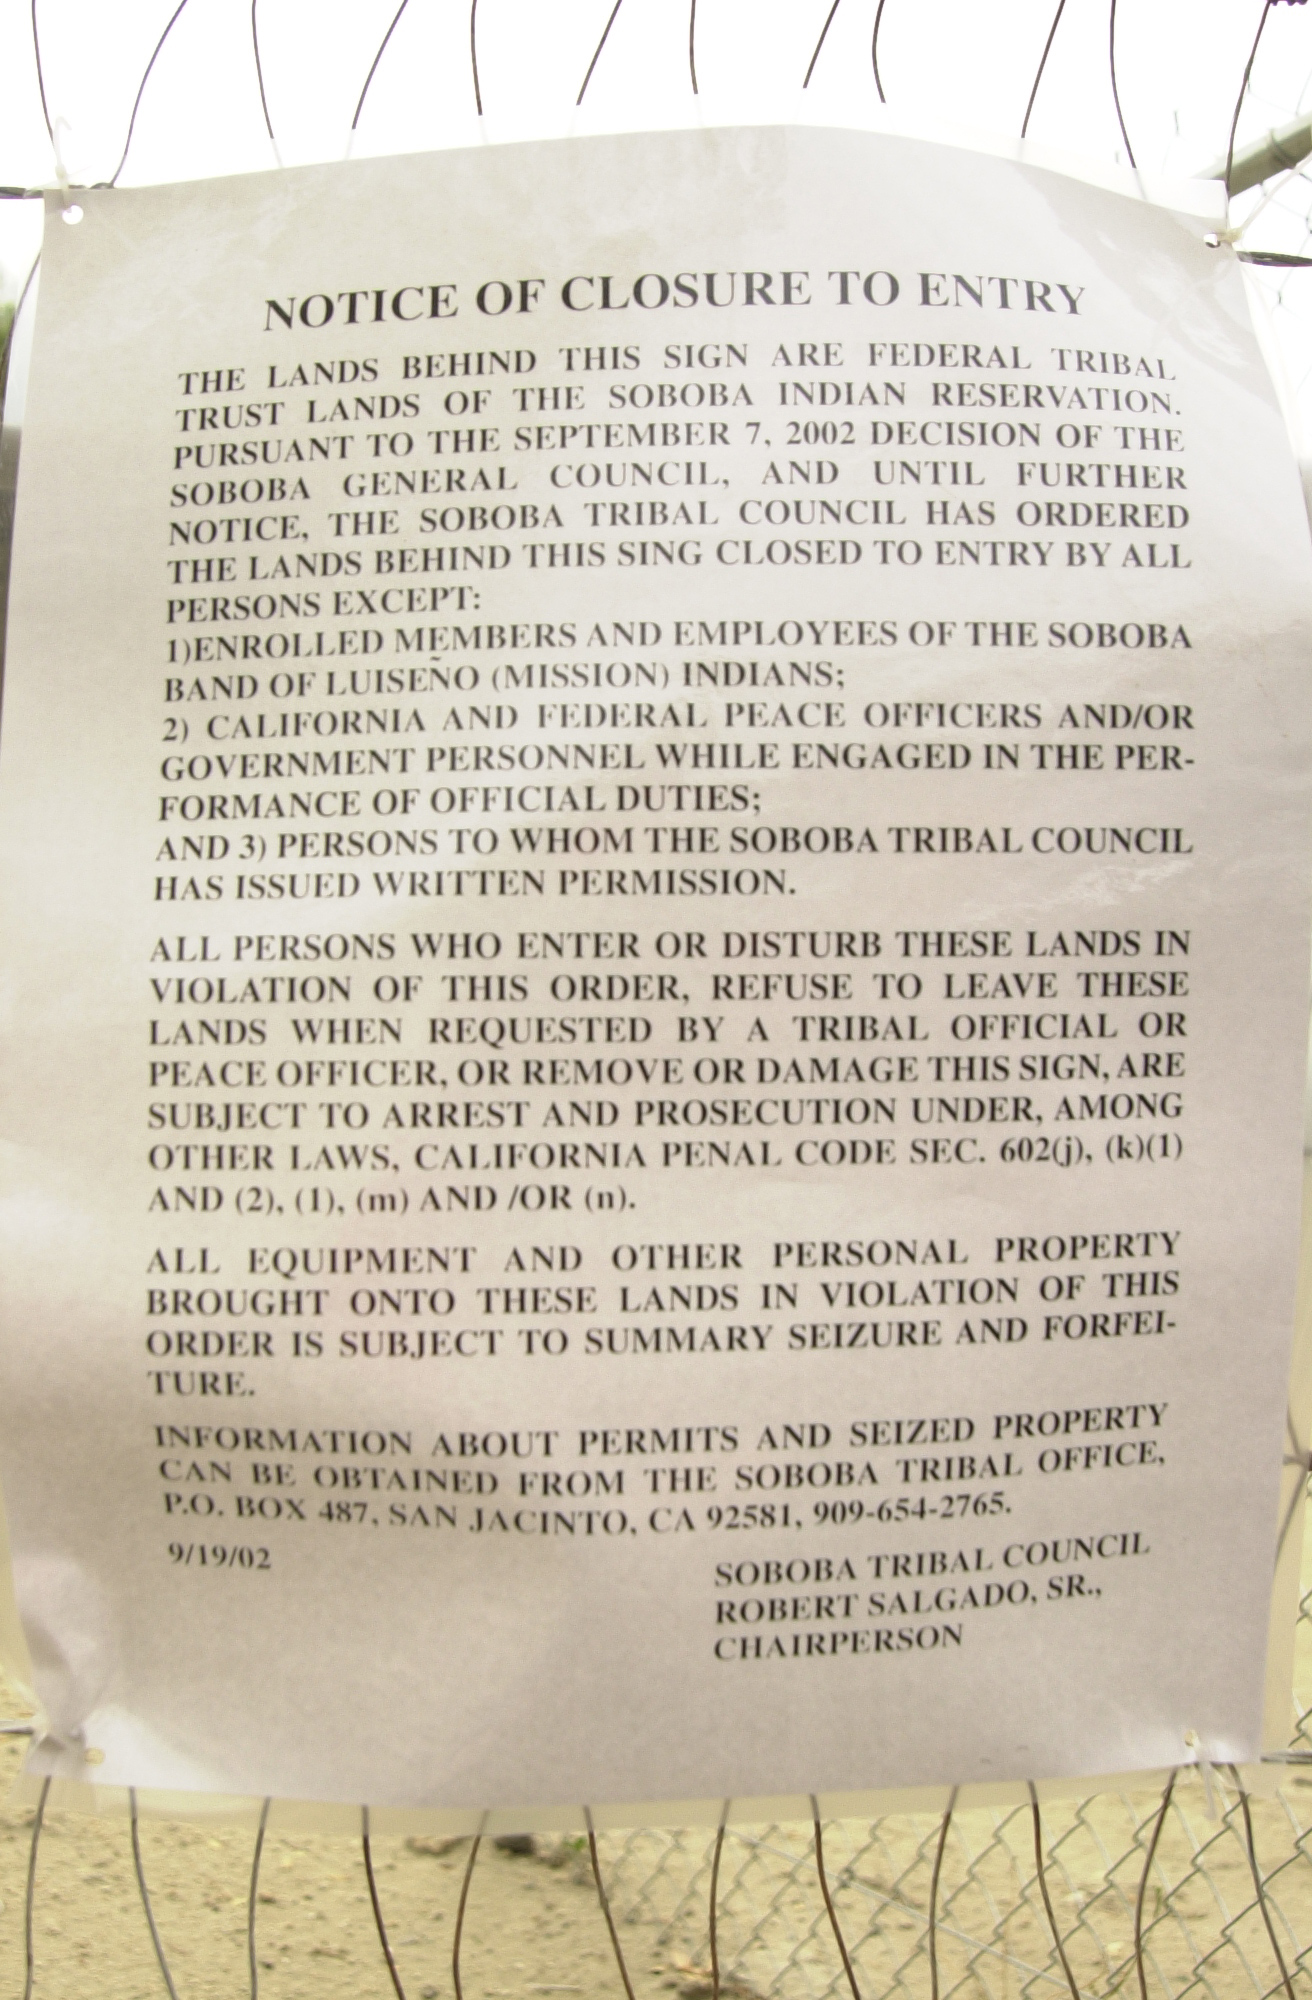 NOTICE OF CLOSURE TO ENTRY
THE LANDS BEHIND THIS SIGN ARE FEDERAL TRIBAL
TRUST LANDS OF THE SOBOBA INDIAN RESERVATION.
PURSUANT TO THE SEPTEMBER 7, 2002 DECISION OF THE
SOBOBA GENERAL COUNCIL, AND UNTIL FURTHER
NOTICE, THE SOBOBA TRIBAL COUNCIL HAS ORDERED
THE LANDS BEHIND THIS SING CLOSED TO ENTRY BY ALL
PERSONS EXCEPT:
1)ENROLLED MEMBERS AND EMPLOYEES OF THE SOBOBA
BAND OF LUISEÑO (MISSION) INDIANS;
2) CALIFORNIA AND FEDERAL PEACE OFFICERS AND/OR
GOVERNMENT PERSONNEL WHILE ENGAGED IN THE PER-
FORMANCE OF OFFICIAL DUTIES;
AND 3) PERSONS TO WHOM THE SOBOBA TRIBAL COUNCIL
HAS ISSUED WRITTEN PERMISSION.
ALL PERSONS WHO ENTER OR DISTURB THESE LANDS IN
VIOLATION OF THIS ORDER, REFUSE TO LEAVE THESE
LANDS WHEN REQUESTED BY A TRIBAL OFFICIAL OR
PEACE OFFICER, OR REMOVE OR DAMAGE THIS SIGN, ARE
SUBJECT TO ARREST AND PROSECUTION UNDER, AMONG
OTHER LAWS, CALIFORNIA PENAL CODE SEC. 602(j), (k)(1)
AND (2), (1), (m) AND /OR (n).
ALL EQUIPMENT AND OTHER PERSONAL PROPERTY
BROUGHT ONTO THESE LANDS IN VIOLATION OF THIS
ORDER IS SUBJECT TO SUMMARY SEIZURE AND FORFEI-
TURE.
INFORMATION ABOUT PERMITS AND SEIZED PROPERTY
CAN BE OBTAINED FROM THE SOBOBA TRIBAL OFFICE,
P.O. BOX 487, SAN JACINTO, CA 92581, 909-654-2765.
9/19/02
SOBOBA TRIBAL COUNCIL
ROBERT SALGADO, SR.,
CHAIRPERSON